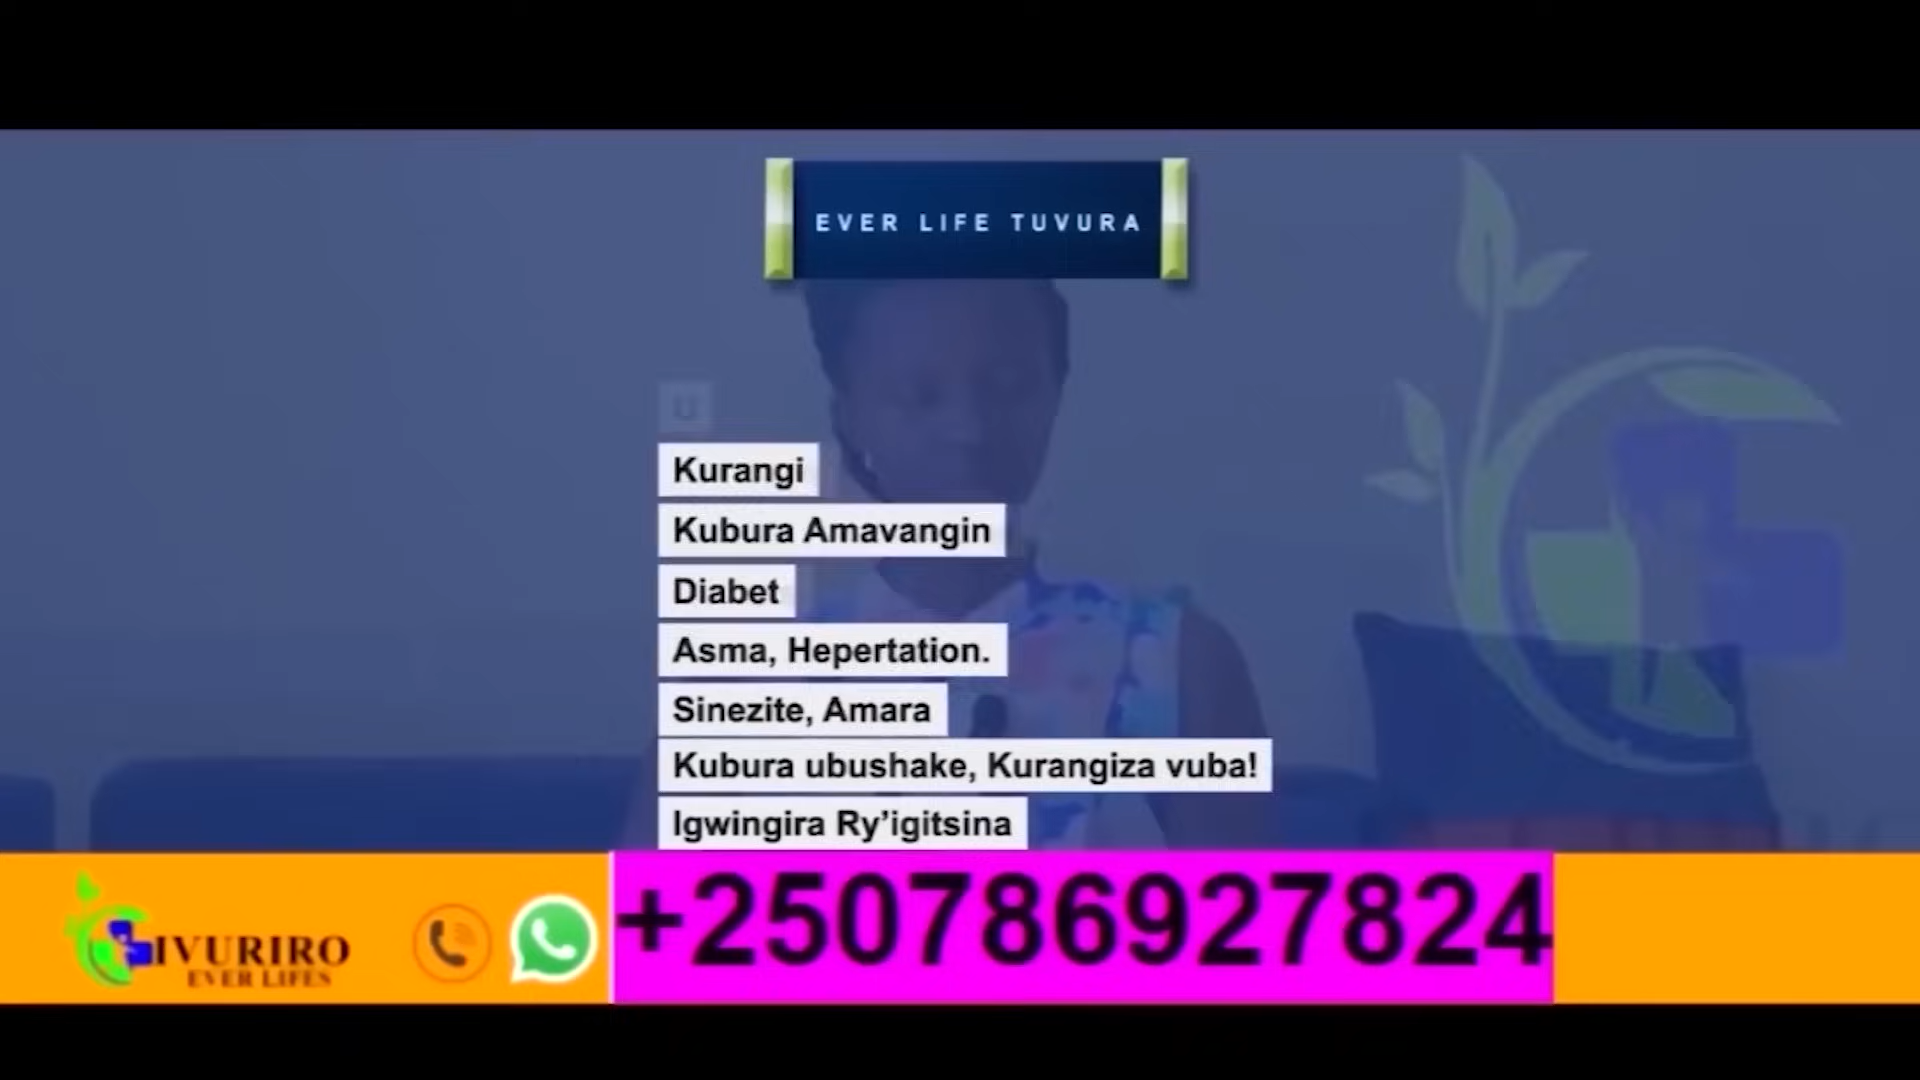 EVER LIFE TUVURA
U
Kurangi
Kubura Amavangin
Diabet
Asma, Hepertation.
Sinezite, Amara
Kubura ubushake, Kurangiza vuba!
Igwingira Ry’igitsina
IVURIRO
EVER LIFES
+250786927824